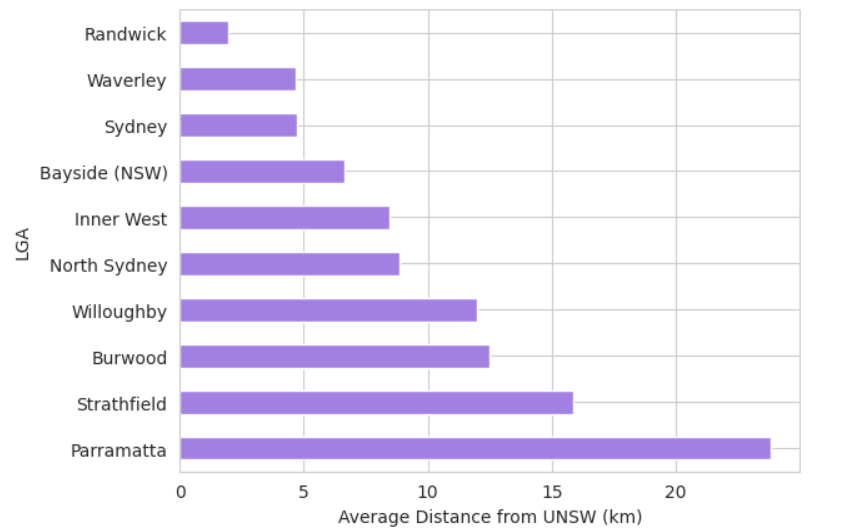 Randwick
Waverley
Sydney
Bayside (NSW)
Inner West
North Sydney
Willoughby
Burwood
Strathfield
Parramatta
LGA
0 5 10 15 20
Average Distance from UNSW (km)